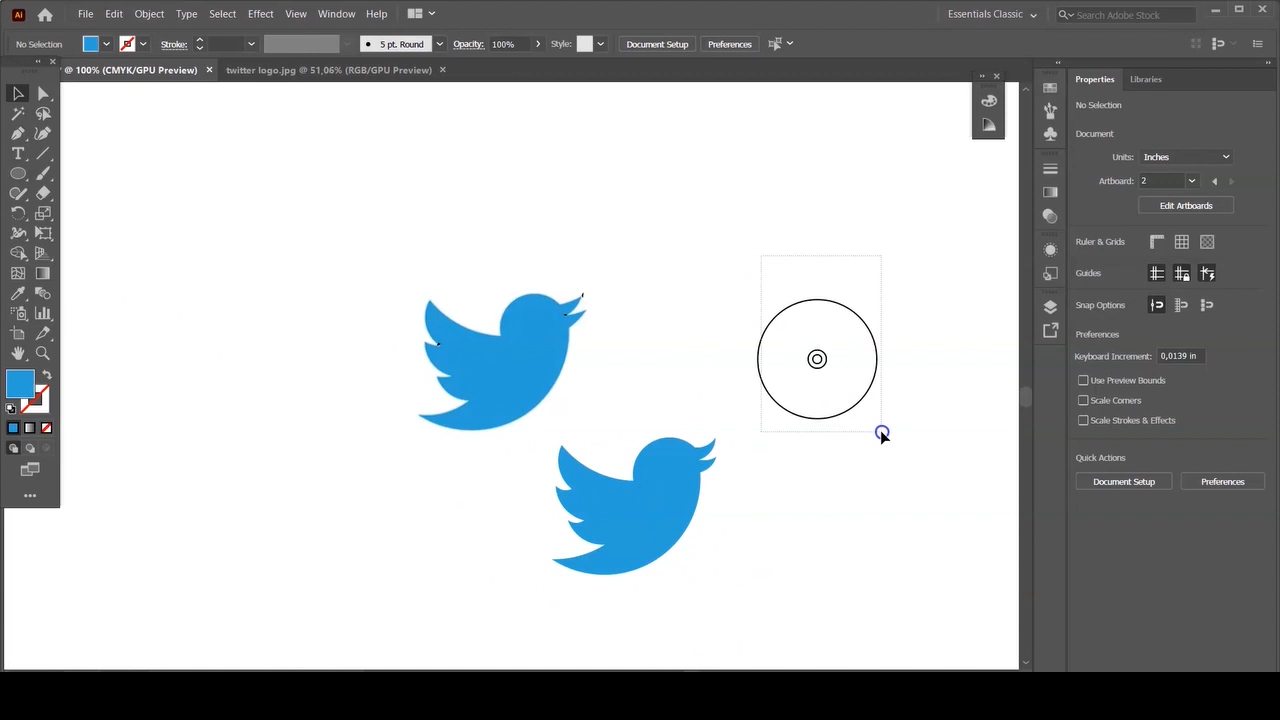 Ai File Edit Object Type Select Effect View Window Help Essentials Classic Search Adobe Stock
No Selection Stroke: 5 pt. Round Opacity: 100% Style: Document Setup Preferences
@ 100% (CMYK/GPU Preview) × twitter logo.jpg @ 51,06% (RGB/GPU Preview) ×
Properties Libraries
No Selection
Document
Units: Inches
Artboard: 2
Edit Artboards
Ruler & Grids
Guides
Snap Options
Preferences
Keyboard Increment: 0,0139 in
Use Preview Bounds
Scale Corners
Scale Strokes & Effects
Quick Actions
Document Setup Preferences